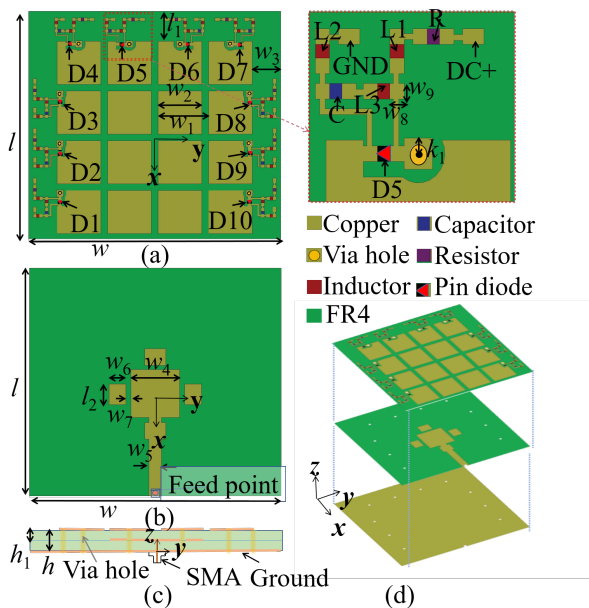 l₁
w₃
D4 D5 D6 D7
w₂
D3 w₁ D8
l
y
x
D2 D9
D1 D10
w
(a)
L2 L1 R
GND DC+
C L3 w₉
w₈
k₁
D5
Copper Capacitor
Via hole Resistor
Inductor Pin diode
FR4
w₆ w₄
l₂
w₇ y
x
l
w₅
Feed point
w
(b)
z
h₁ h y
Via hole SMA Ground
(c)
z
y
x
(d)